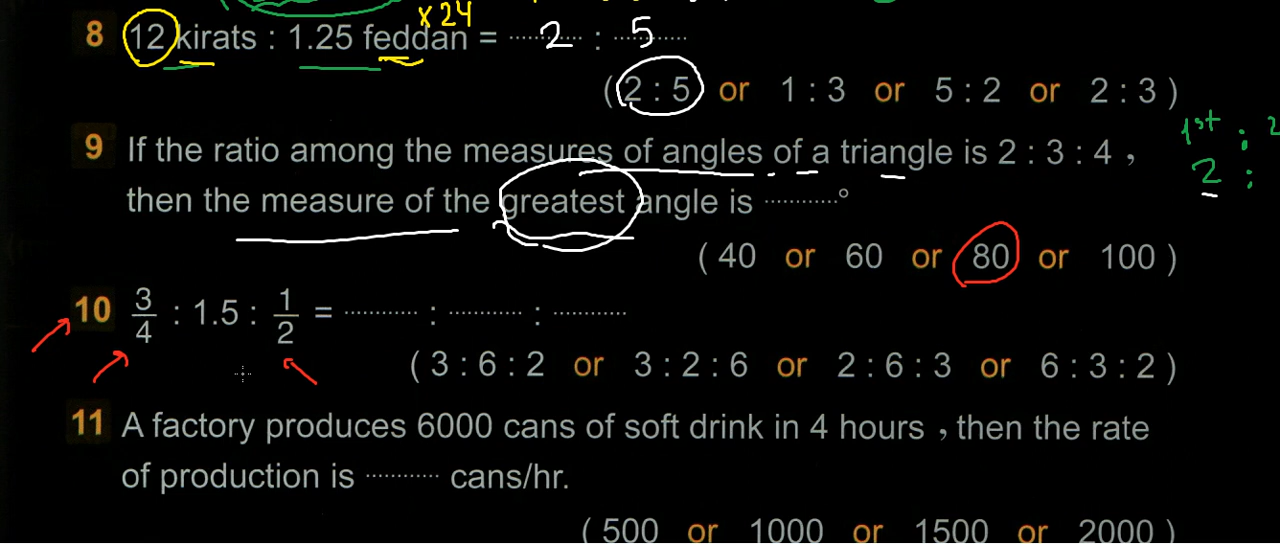 × 24
8 12 kirats : 1.25 feddan = ........ 2 ........ : ........ 5 ........
( 2 : 5 or 1 : 3 or 5 : 2 or 2 : 3 )
1st : 2
2 :
9 If the ratio among the measures of angles of a triangle is 2 : 3 : 4 ,
then the measure of the greatest angle is ............°
( 40 or 60 or 80 or 100 )
10 3/4 : 1.5 : 1/2 = ............ : ............ : ............
( 3 : 6 : 2 or 3 : 2 : 6 or 2 : 6 : 3 or 6 : 3 : 2 )
11 A factory produces 6000 cans of soft drink in 4 hours , then the rate
of production is ............ cans/hr.
( 500 or 1000 or 1500 or 2000 )